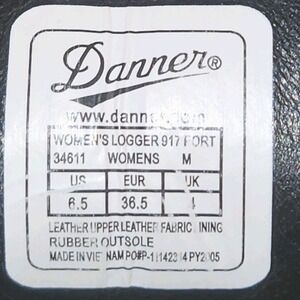 Danner®
www.danner.com
WOMEN'S LOGGER 917 PORT
34611 WOMENS M
US EUR UK
6.5 36.5 4
LEATHER UPPER LEATHER FABRIC LINING
RUBBER OUTSOLE
MADE IN VIETNAM